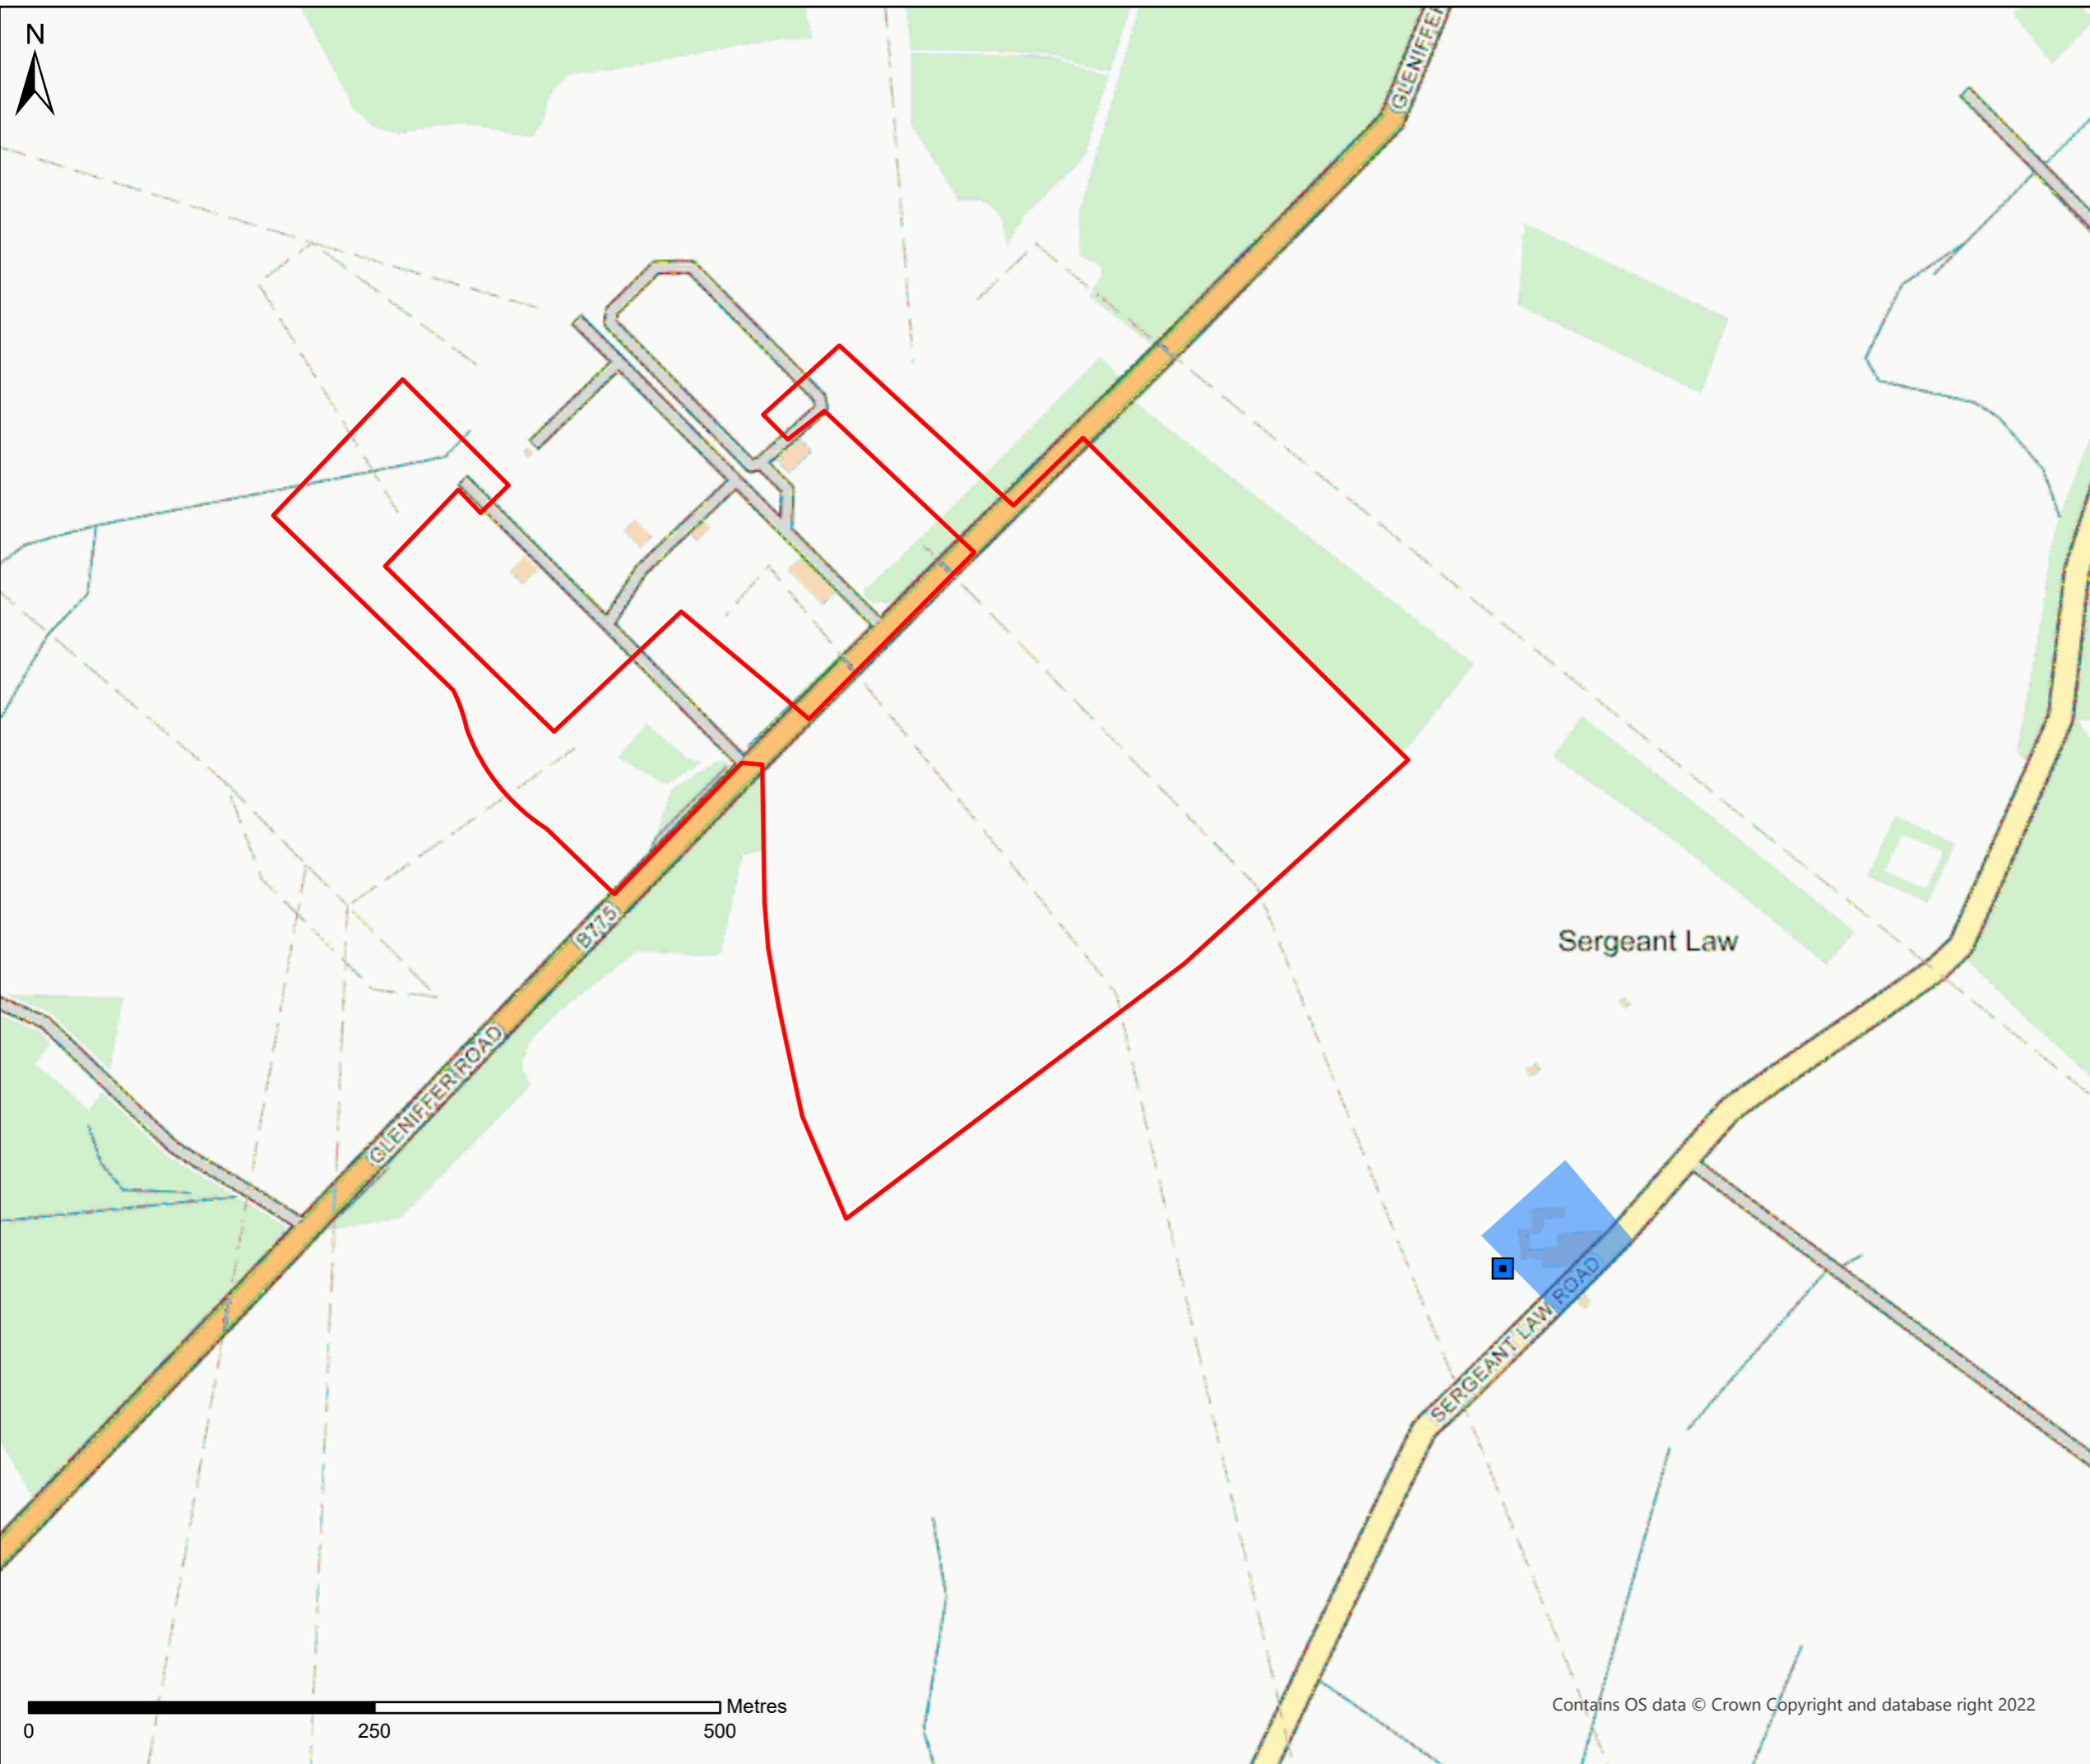 N
GLENIFFER
B775
Sergeant Law
GLENIFFER ROAD
SERGEANT LAW ROAD
Metres
0 250 500
Contains OS data © Crown Copyright and database right 2022